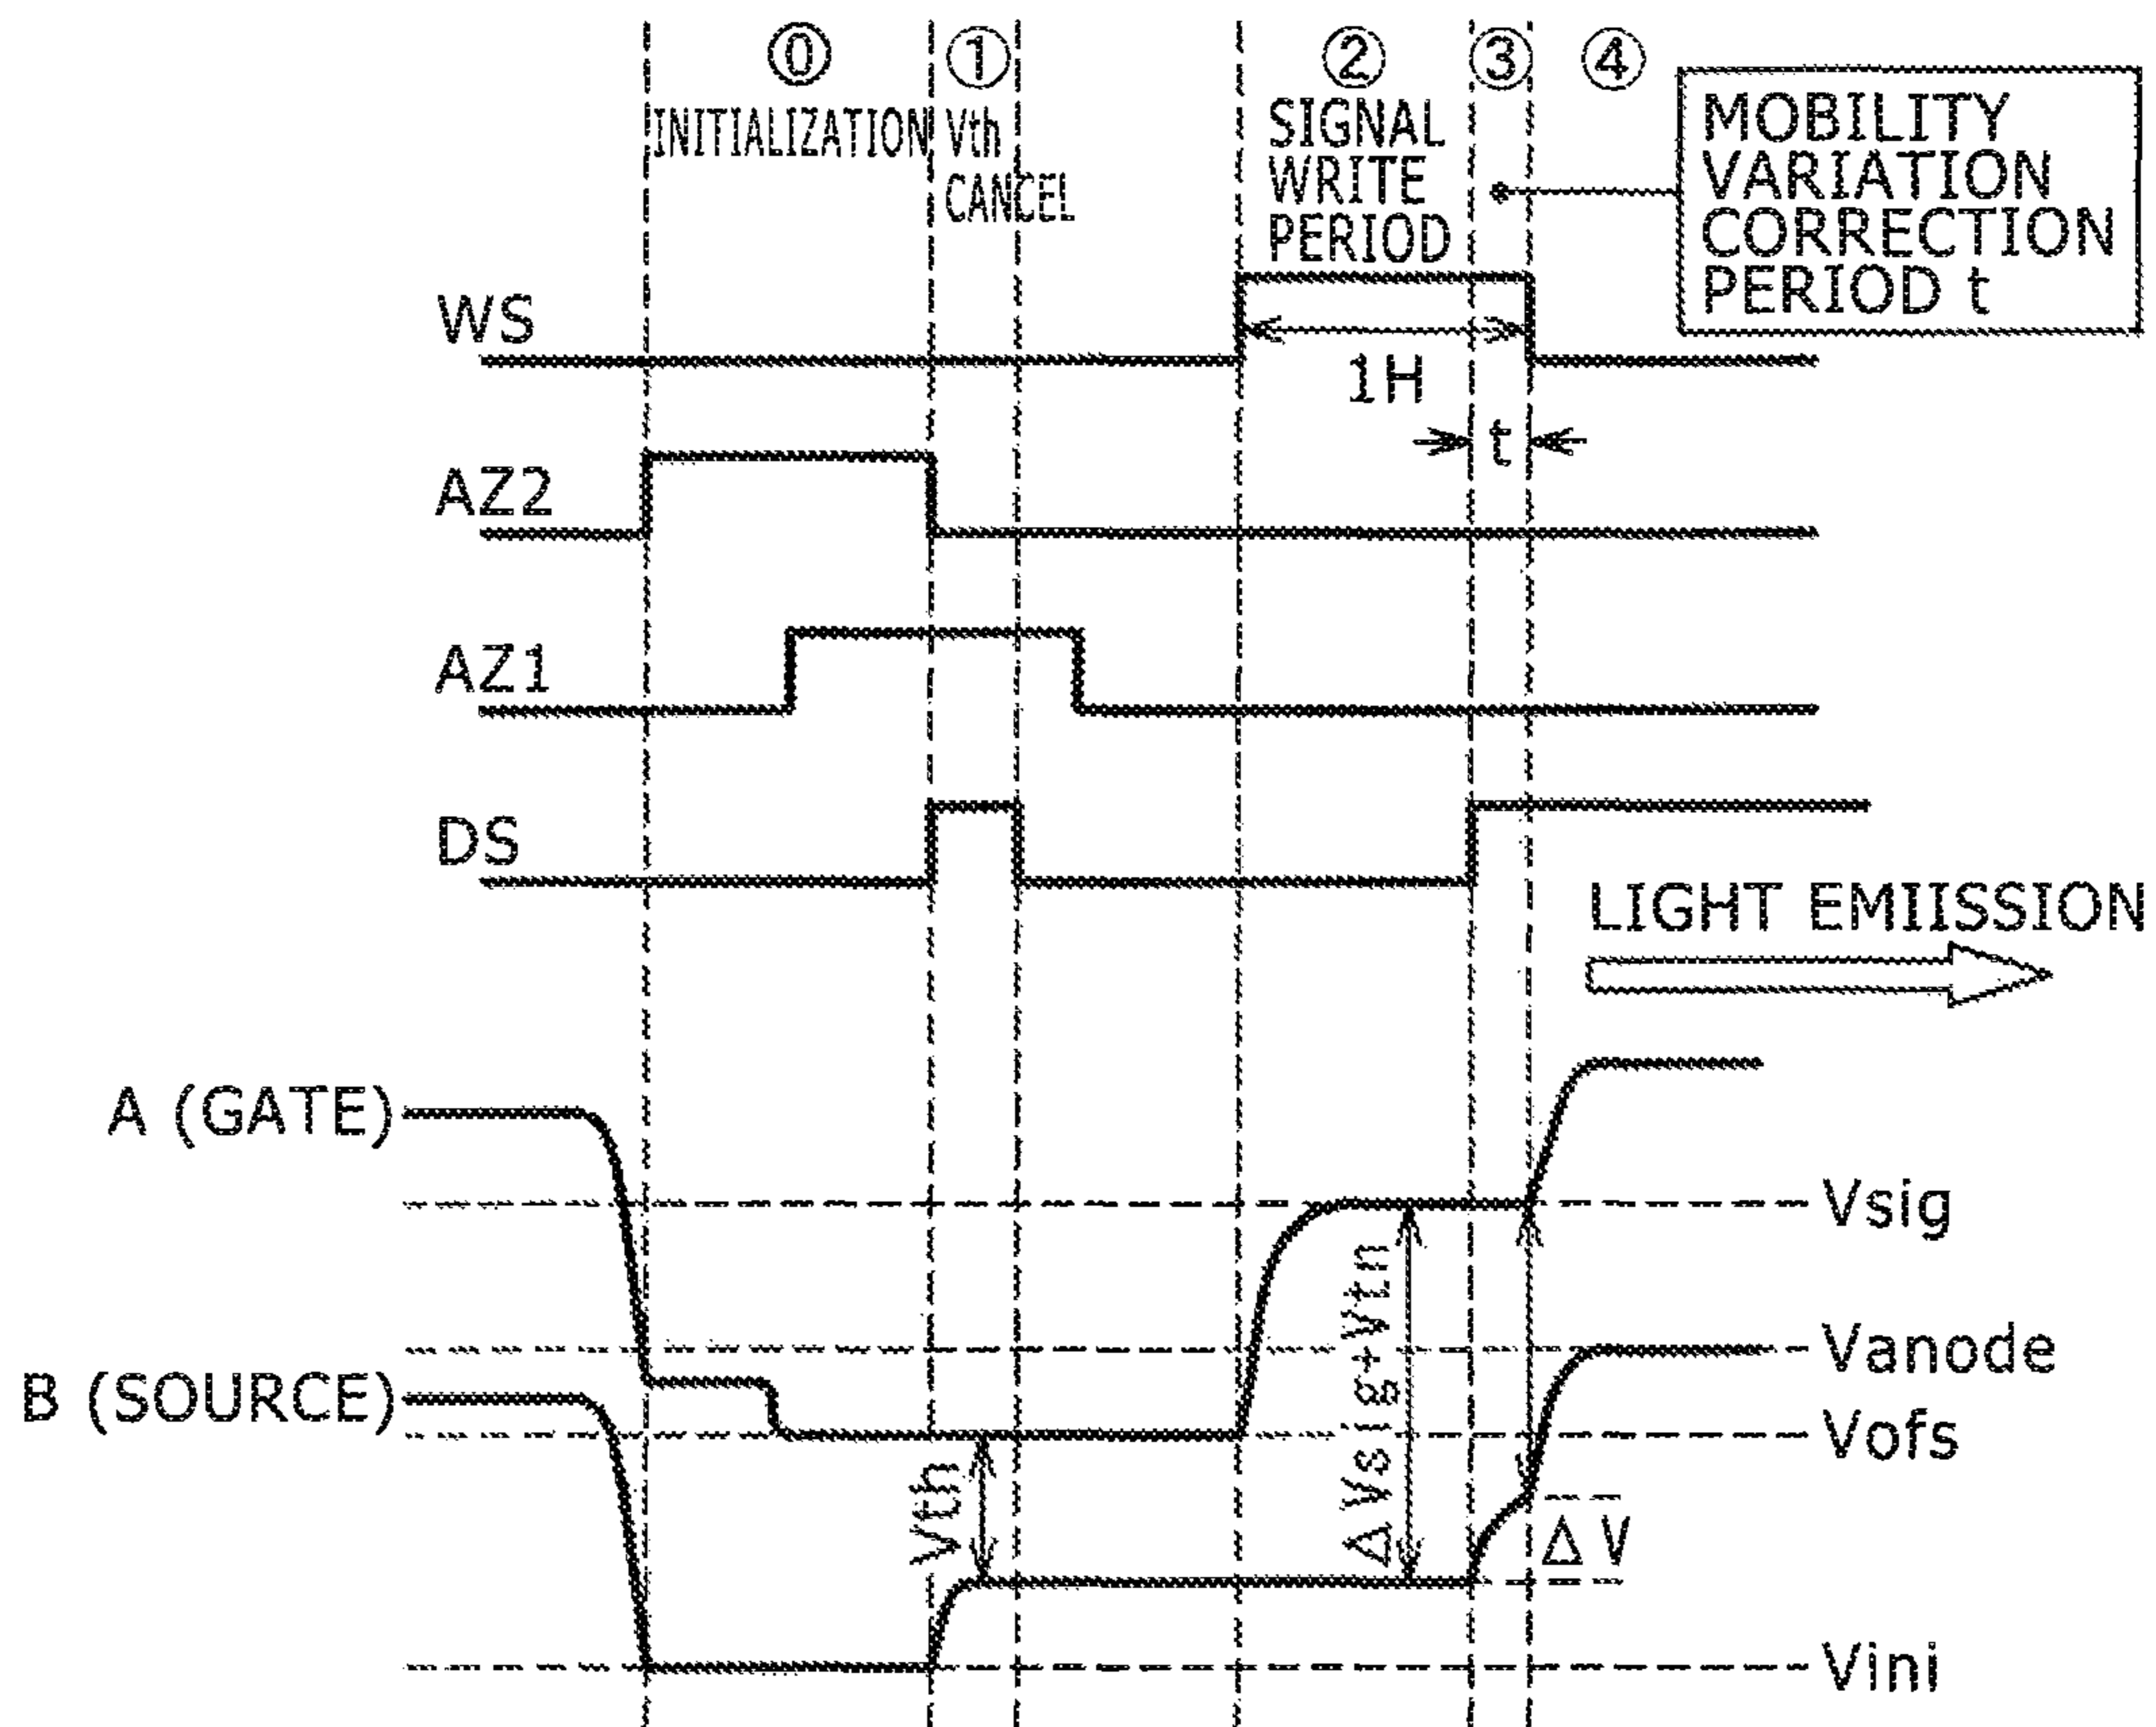 ⓪ ① ② ③ ④
INITIALIZATION
Vth
CANCEL
SIGNAL
WRITE
PERIOD
MOBILITY
VARIATION
CORRECTION
PERIOD t
WS
1H
t
AZ2
AZ1
DS
LIGHT EMIISSION
A (GATE)
Vsig
ΔVsig+Vth
Vanode
B (SOURCE)
Vofs
Vth
ΔV
Vini